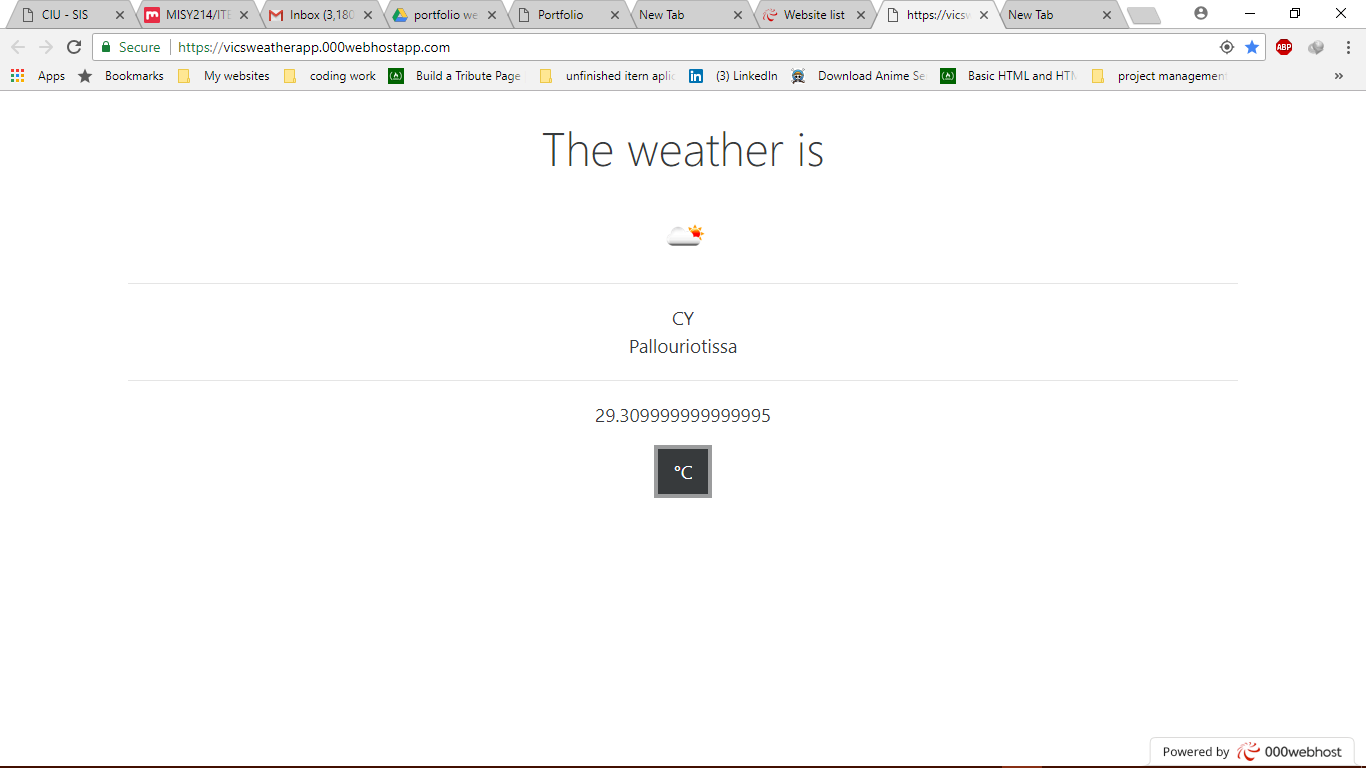 CIU - SIS
MISY214/ITE
Inbox (3,180
portfolio we
Portfolio
New Tab
Website list
https://vicsw
New Tab
Secure
https://vicsweatherapp.000webhostapp.com
ABP
Apps
Bookmarks
My websites
coding work
Build a Tribute Page
unfinished itern aplic
(3) LinkedIn
Download Anime Se
Basic HTML and HTM
project management
»
The weather is
CY
Pallouriotissa
29.309999999999995
°C
Powered by 000webhost